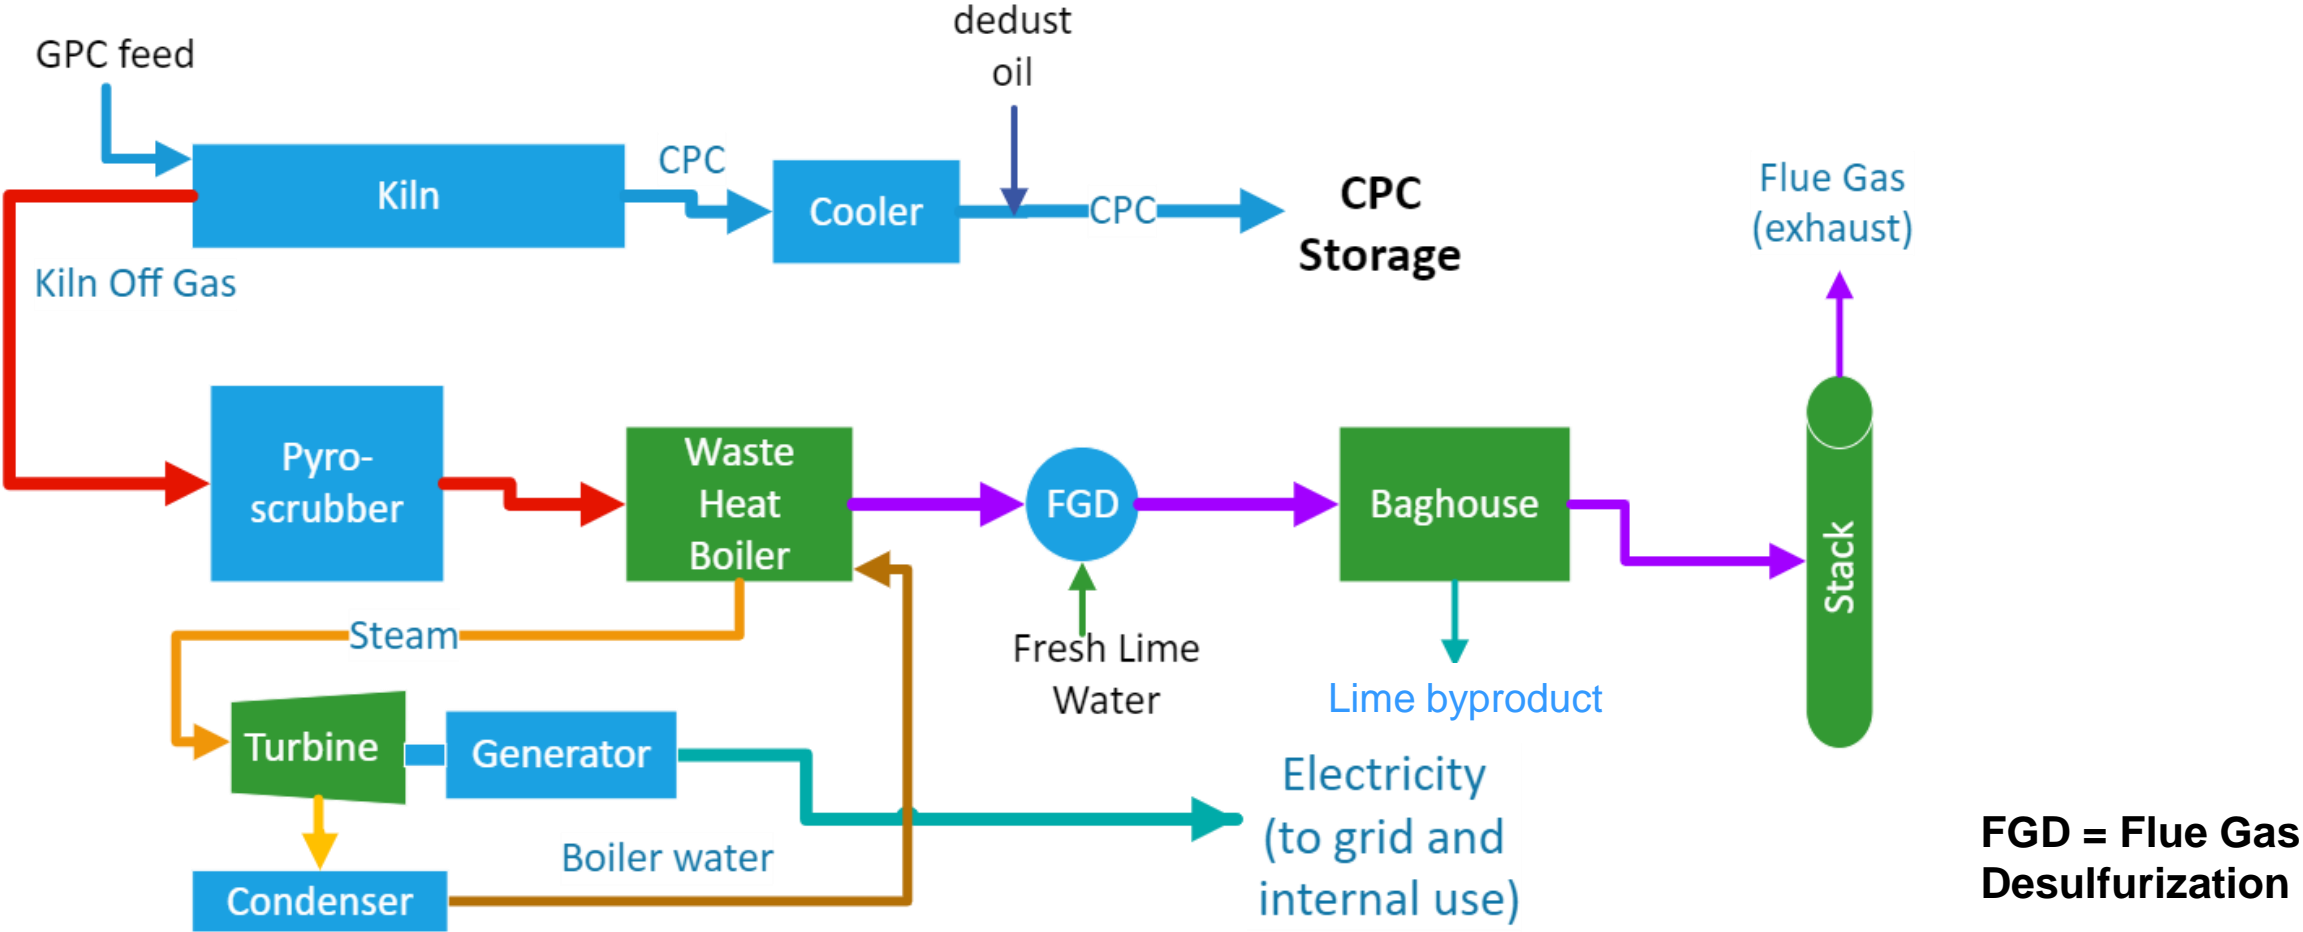 GPC feed
dedust
oil
Kiln
CPC
Cooler
CPC
CPC
Storage
Flue Gas
(exhaust)
Kiln Off Gas
Pyro-
scrubber
Waste
Heat
Boiler
FGD
Baghouse
Stack
Steam
Fresh Lime
Water
Lime byproduct
Turbine
Generator
Electricity
(to grid and
internal use)
Boiler water
Condenser
FGD = Flue Gas
Desulfurization